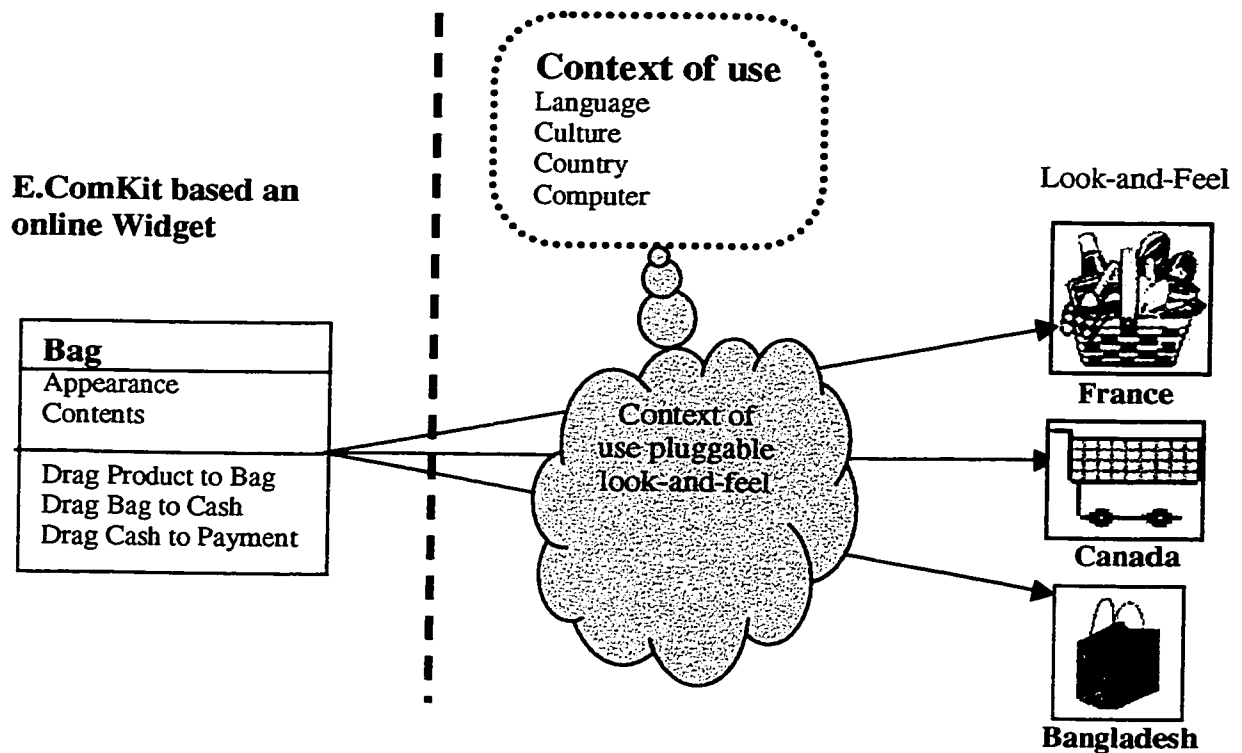 Context of use
Language
Culture
Country
Computer
E.ComKit based an
online Widget
Look-and-Feel
Bag
Appearance
Contents
Drag Product to Bag
Drag Bag to Cash
Drag Cash to Payment
Context of
use pluggable
look-and-feel
France
Canada
Bangladesh